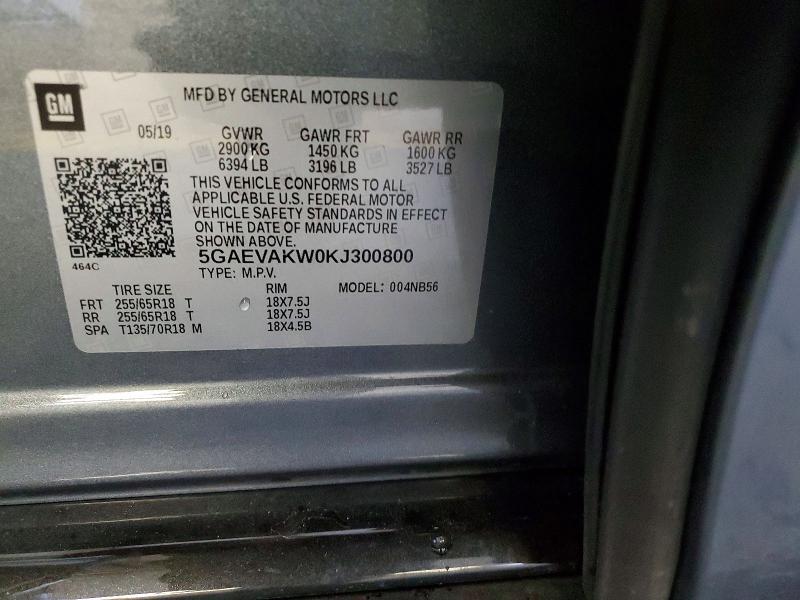 GM
MFD BY GENERAL MOTORS LLC
05/19 GVWR GAWR FRT GAWR RR
2900 KG 1450 KG 1600 KG
6394 LB 3196 LB 3527 LB
THIS VEHICLE CONFORMS TO ALL
APPLICABLE U.S. FEDERAL MOTOR
VEHICLE SAFETY STANDARDS IN EFFECT
ON THE DATE OF MANUFACTURE
SHOWN ABOVE.
464C
5GAEVAKW0KJ300800
TYPE: M.P.V.
TIRE SIZE RIM MODEL: 004NB56
FRT 255/65R18 T 18X7.5J
RR 255/65R18 T 18X7.5J
SPA T135/70R18 M 18X4.5B